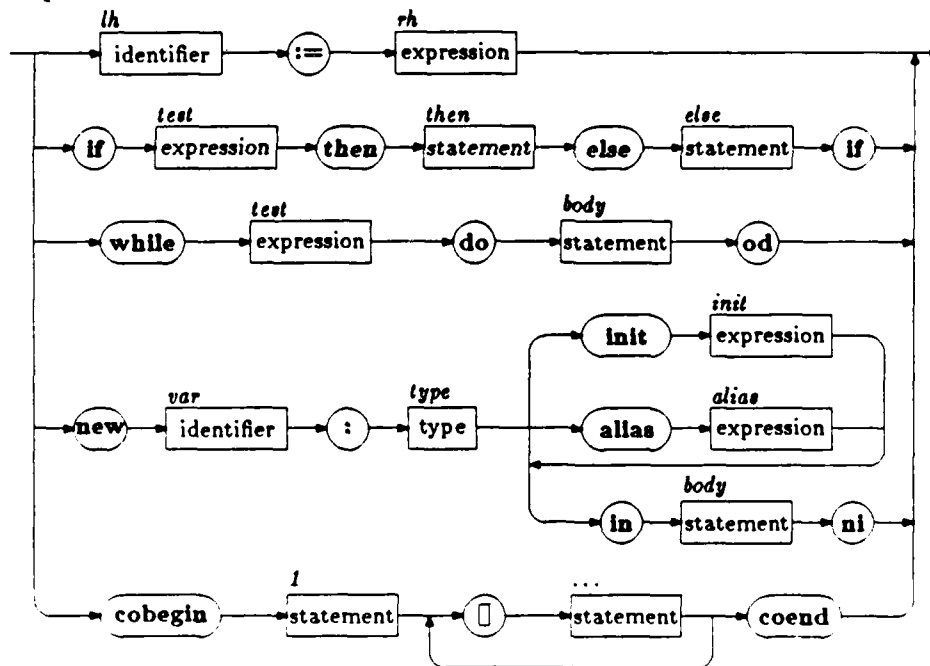 lh rh
identifier := expression
test then else
if expression then statement else statement if
test body
while expression do statement od
init
init expression
var type alias
new identifier : type alias expression
body
in statement ni
1 ...
cobegin statement [] statement coend